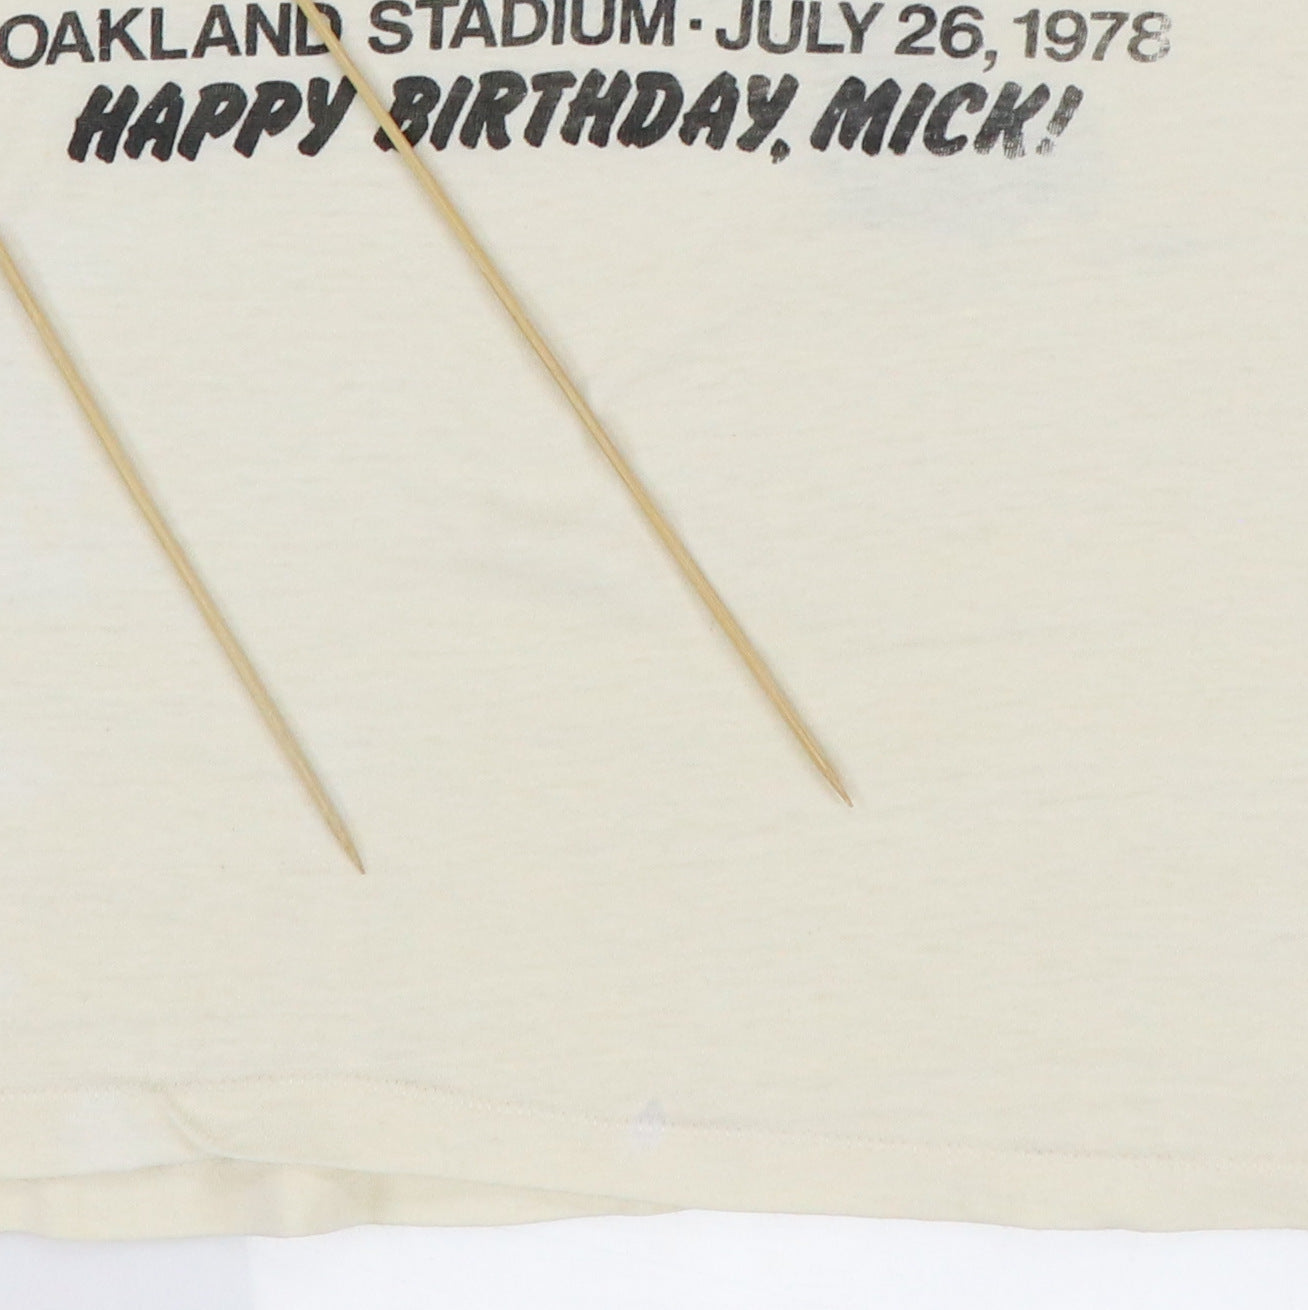 OAKLAND STADIUM · JULY 26, 1978
HAPPY BIRTHDAY, MICK!